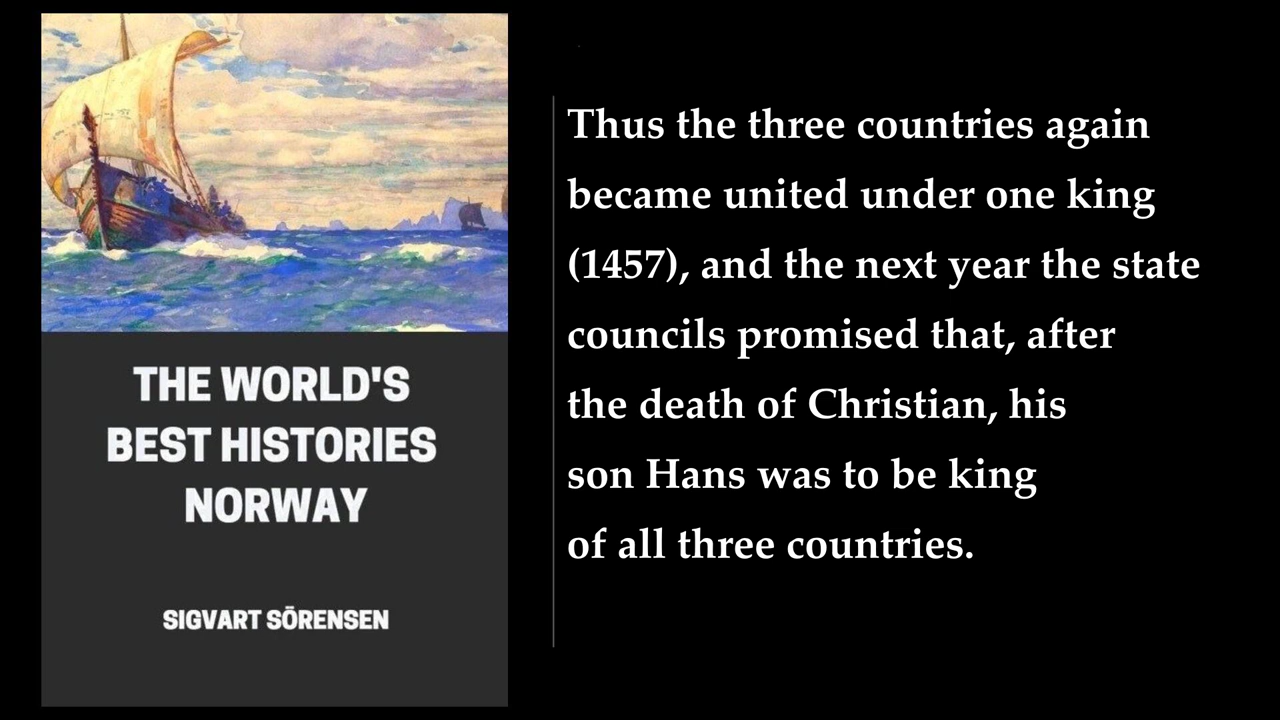 THE WORLD'S
BEST HISTORIES
NORWAY
SIGVART SÖRENSEN
Thus the three countries again
became united under one king
(1457), and the next year the state
councils promised that, after
the death of Christian, his
son Hans was to be king
of all three countries.